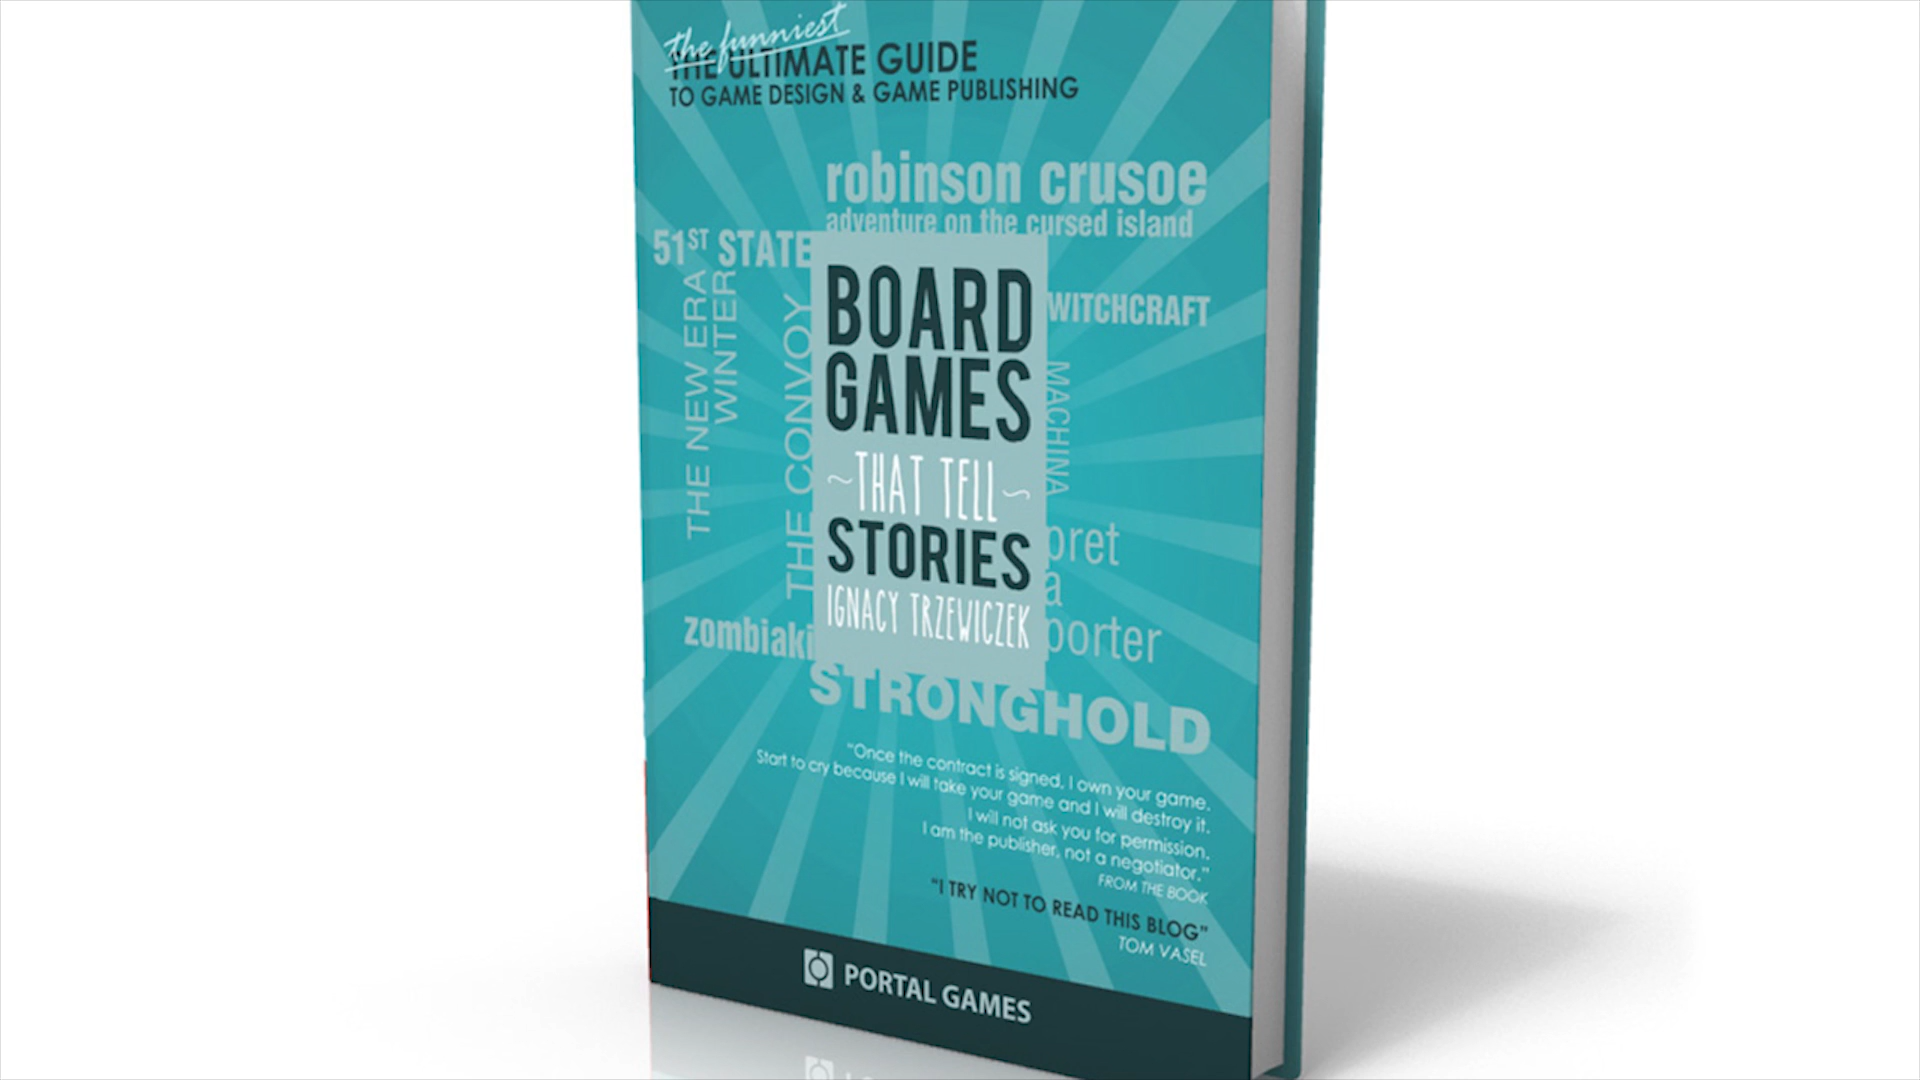 the funniest
THE ULTIMATE GUIDE
TO GAME DESIGN & GAME PUBLISHING
robinson crusoe
adventure on the cursed island
51ST STATE
THE NEW ERA
WINTER
THE CONVOY
WITCHCRAFT
MACHINA
BOARD
GAMES
~THAT TELL~
STORIES
IGNACY TRZEWICZEK
pret
a
porter
zombiaki
STRONGHOLD
"Once the contract is signed, I own your game.
Start to cry because I will take your game and I will destroy it.
I will not ask you for permission.
I am the publisher, not a negotiator."
FROM THE BOOK
"I TRY NOT TO READ THIS BLOG"
TOM VASEL
PORTAL GAMES